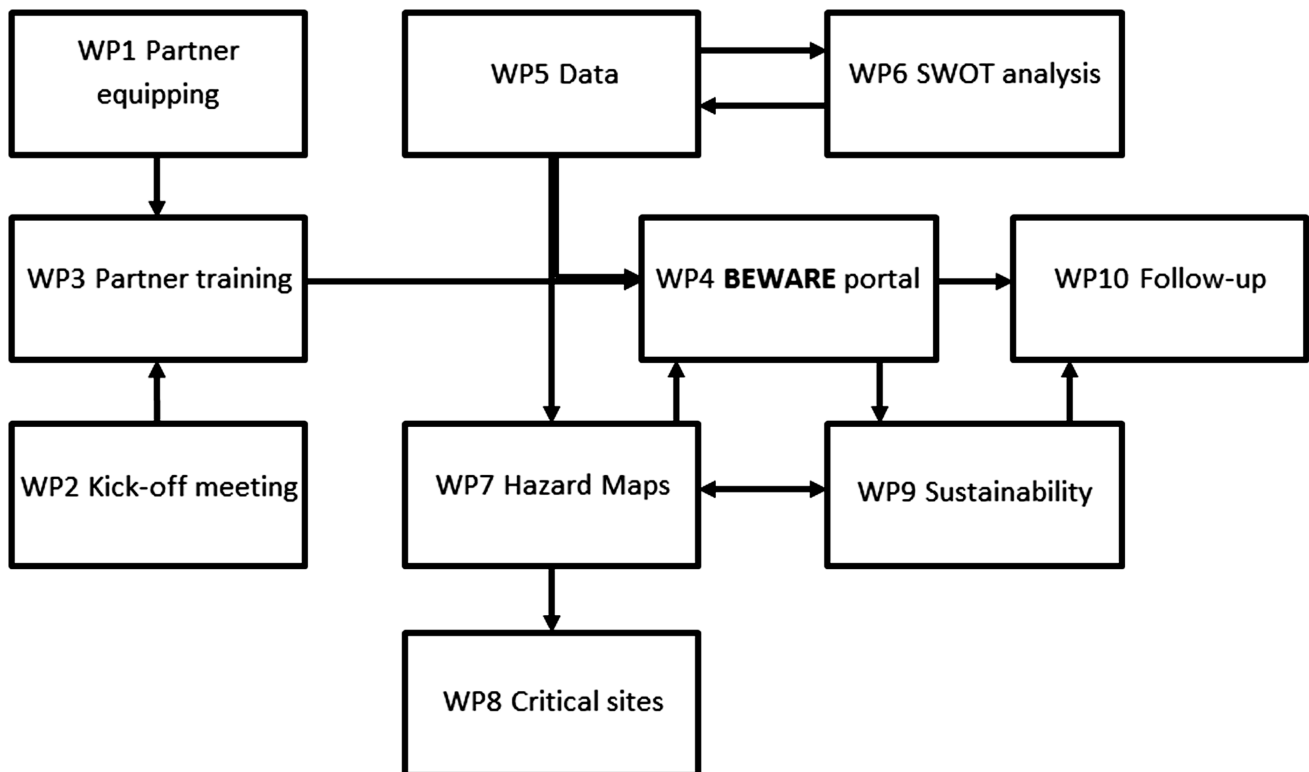 WP1 Partner
equipping
WP5 Data
WP6 SWOT analysis
WP3 Partner training
WP4 BEWARE portal
WP10 Follow-up
WP2 Kick-off meeting
WP7 Hazard Maps
WP9 Sustainability
WP8 Critical sites